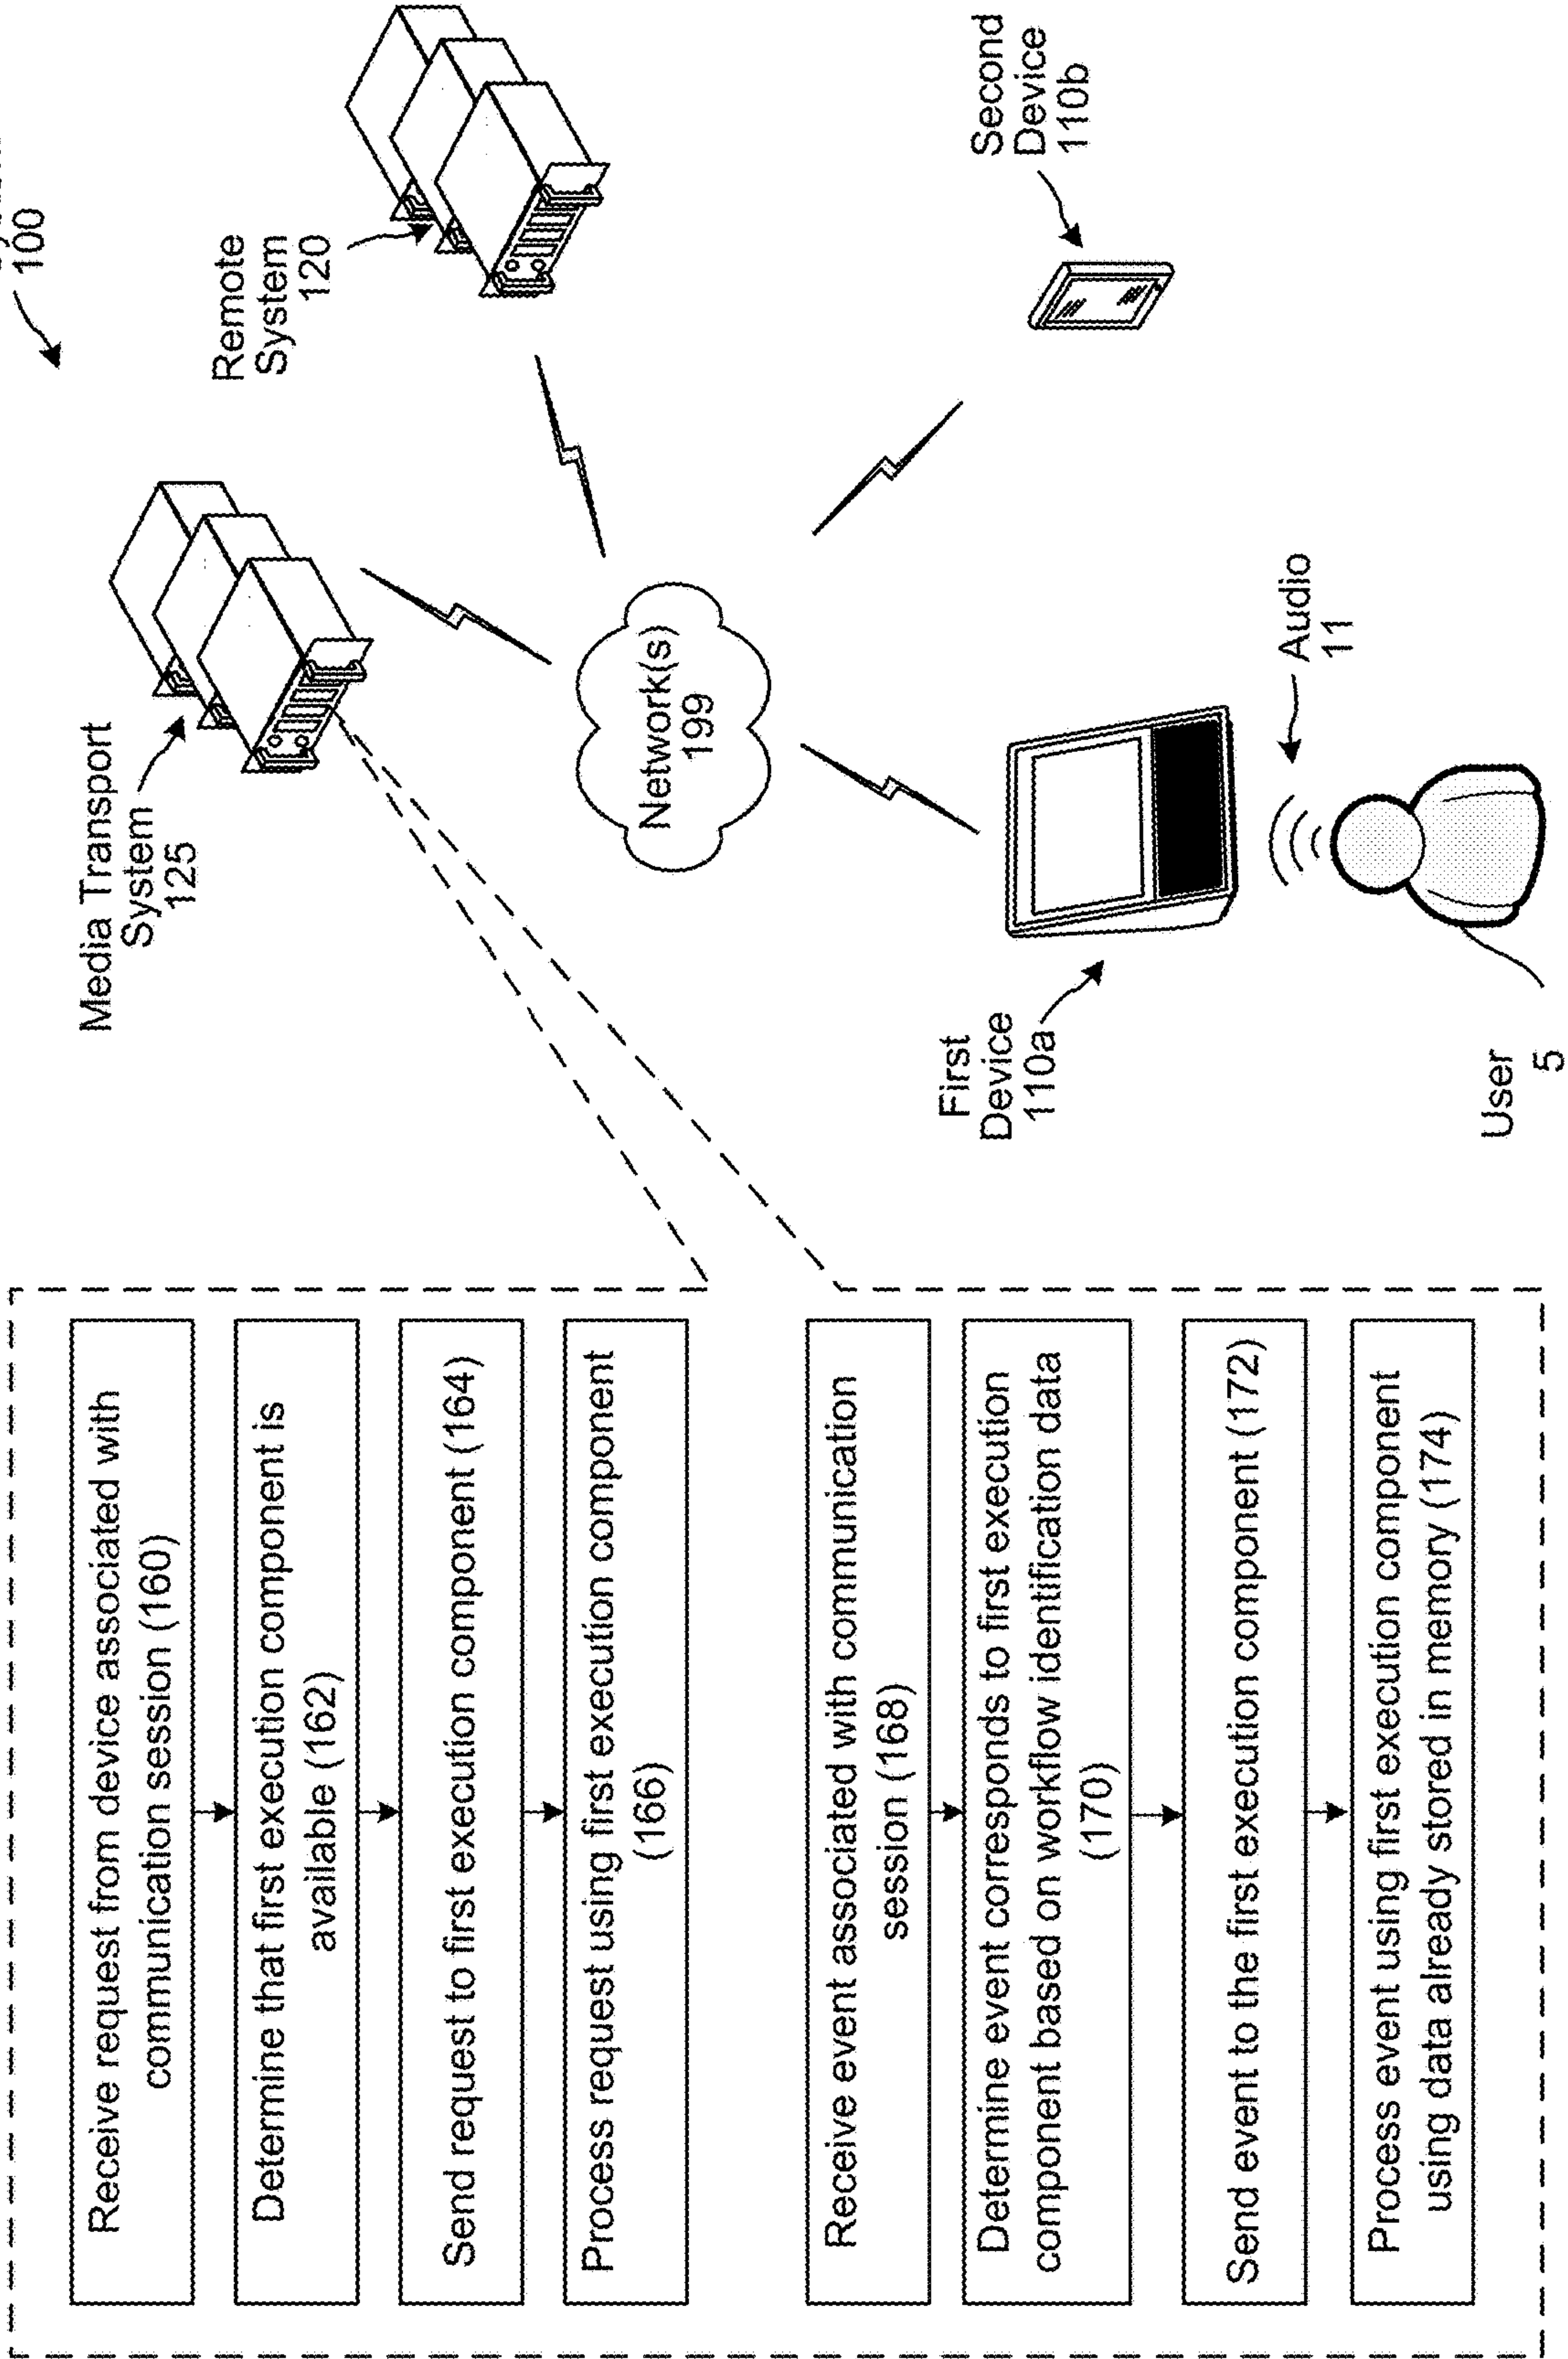 100
Remote
System
120
Media Transport
System
125
Network(s)
199
Second
Device
110b
First
Device
110a
Audio
11
User
5
Receive request from device associated with
communication session (160)
Determine that first execution component is
available (162)
Send request to first execution component (164)
Process request using first execution component
(166)
Receive event associated with communication
session (168)
Determine event corresponds to first execution
component based on workflow identification data
(170)
Send event to the first execution component (172)
Process event using first execution component
using data already stored in memory (174)